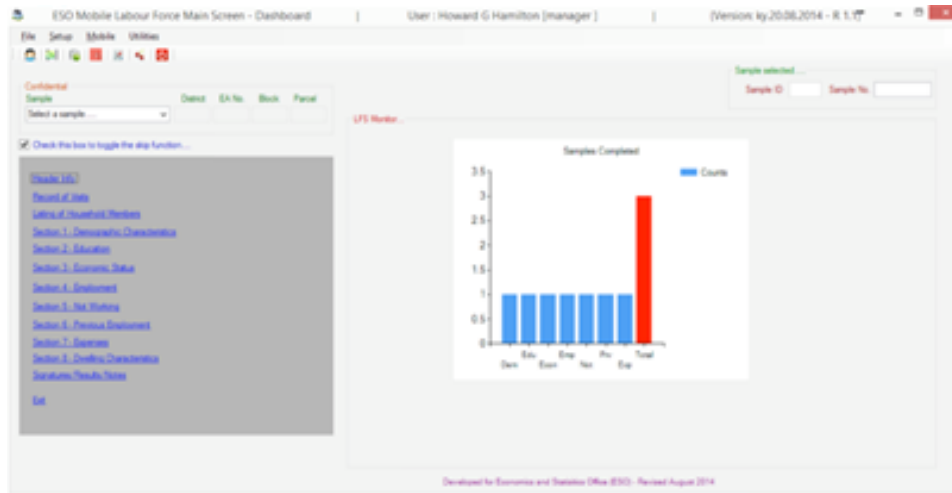 ESO Mobile Labour Force Main Screen - Dashboard | User : Howard G Hamilton [manager ] | (Version: ky.20.08.2014 - R 1.1)
File Setup Mobile Utilities
Sample selected ...
Sample ID Sample No.
Confidential
Sample District EA No. Block Parcel
Select a sample ...
Check this box to toggle the skip function...
LFS Monitor...
Header Info
Record of Visits
Listing of Household Members
Section 1 - Demographic Characteristics
Section 2 - Education
Section 3 - Economic Status
Section 4 - Employment
Section 5 - Not Working
Section 6 - Previous Employment
Section 7 - Expenses
Section 8 - Dwelling Characteristics
Signatures Results Notes
Exit
Samples Completed
Counts
3.5
3
2.5
2
1.5
1
0.5
0
Dem Edu Econ Emp Not Prv Exp Total
Developed for Economics and Statistics Office (ESO) - Revised August 2014